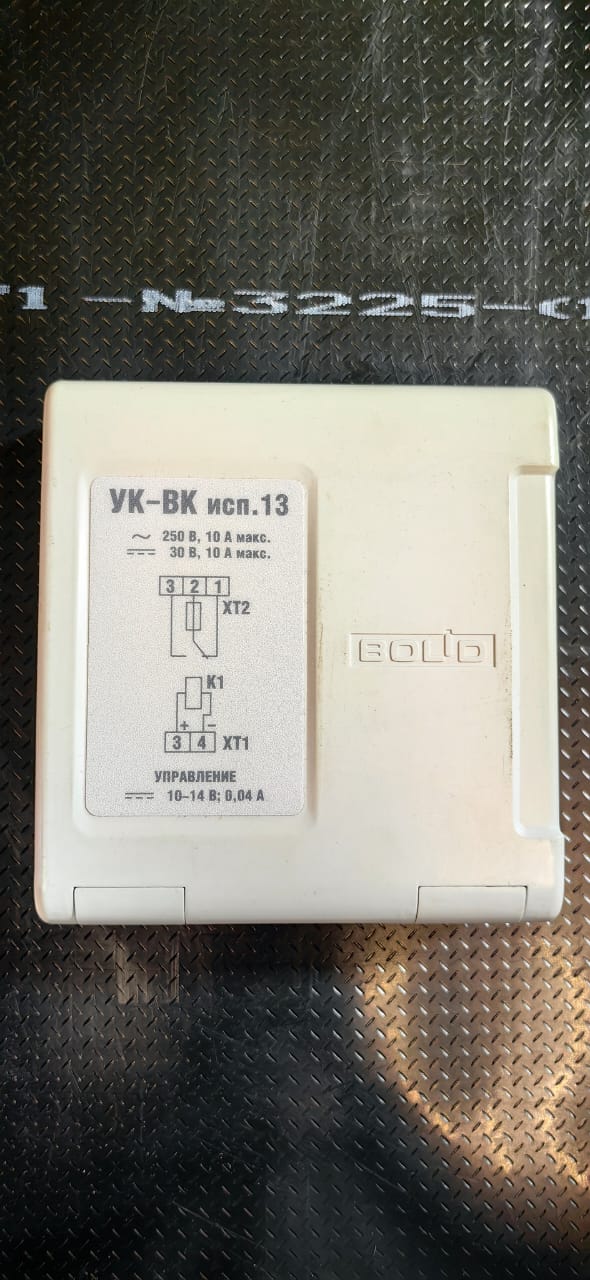 -№3225-
УК-ВК исп.13
~ 250 В, 10 А макс.
⎓ 30 В, 10 А макс.
3 2 1
XT2
BOLID
K1
+ −
3 4 XT1
УПРАВЛЕНИЕ
⎓ 10-14 В; 0,04 А